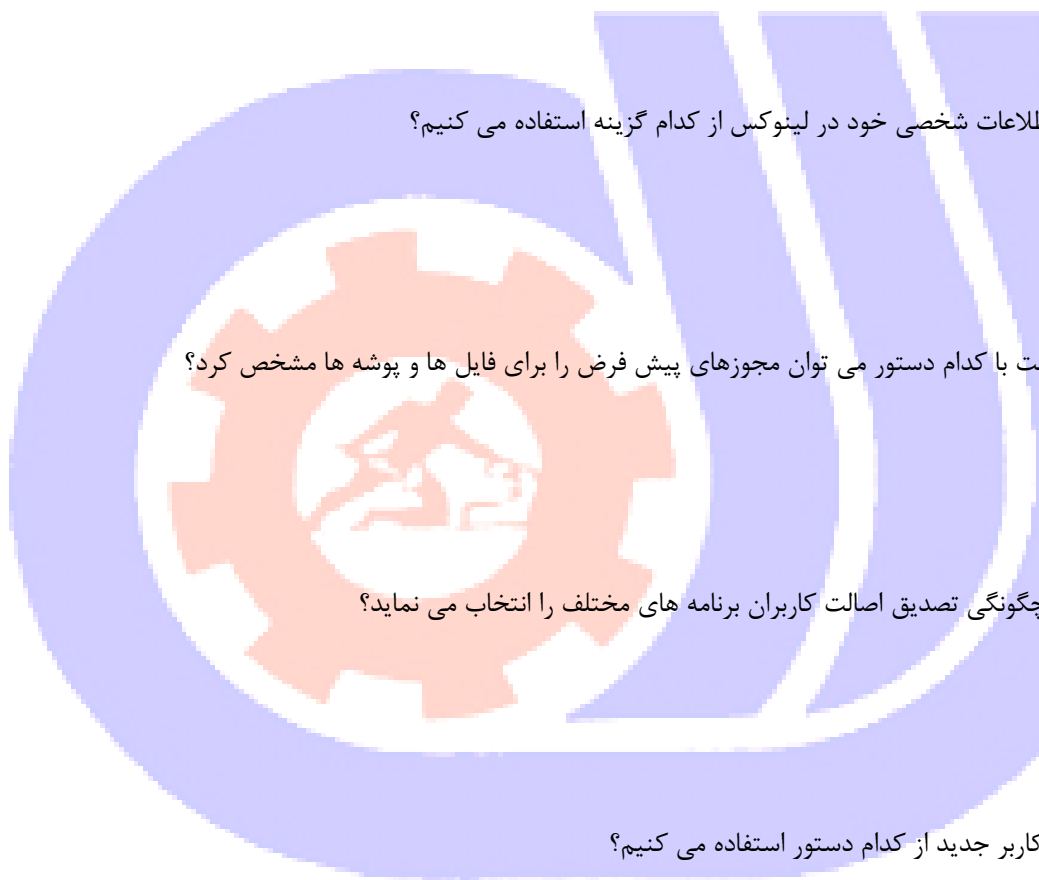 طلاعات شخصی خود در لینوکس از کدام گزینه استفاده می کنیم؟
ت با کدام دستور می توان مجوزهای پیش فرض را برای فایل ها و پوشه ها مشخص کرد؟
چگونگی تصدیق اصالت کاربران برنامه های مختلف را انتخاب می نماید؟
کاربر جدید از کدام دستور استفاده می کنیم؟